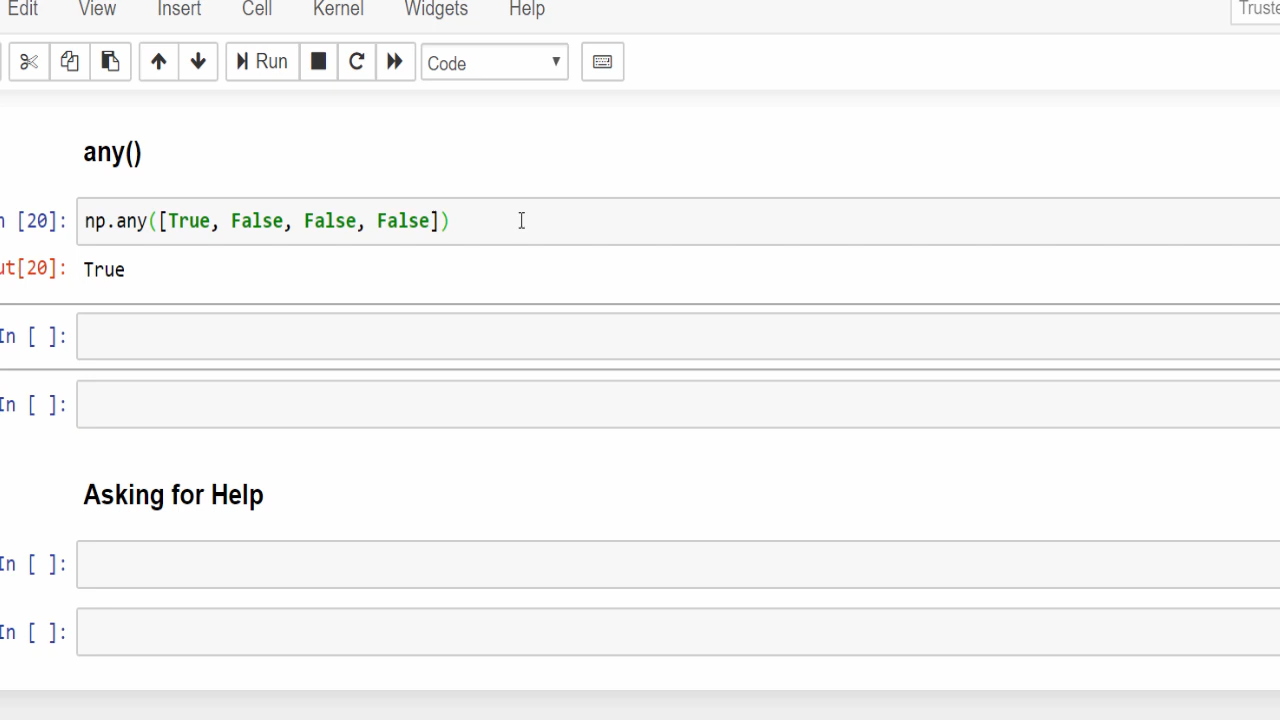 Edit View Insert Cell Kernel Widgets Help Truste
Run Code
any()
n [20]: np.any([True, False, False, False])
ut[20]: True
In [ ]:
In [ ]:
Asking for Help
In [ ]:
In [ ]: